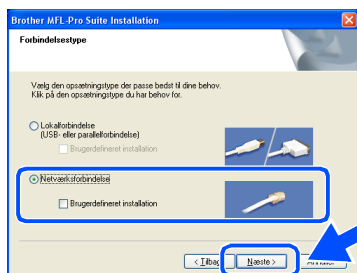 Brother MFL-Pro Suite Installation
Forbindelsestype
Vælg den opsætningstype der passe bedst til dine behov.
Klik på den opsætningstype du har behov for.
Lokalforbindelse
(USB- eller parallelforbindelse)
Brugerdefineret installation
Netværksforbindelse
Brugerdefineret installation
Næste >